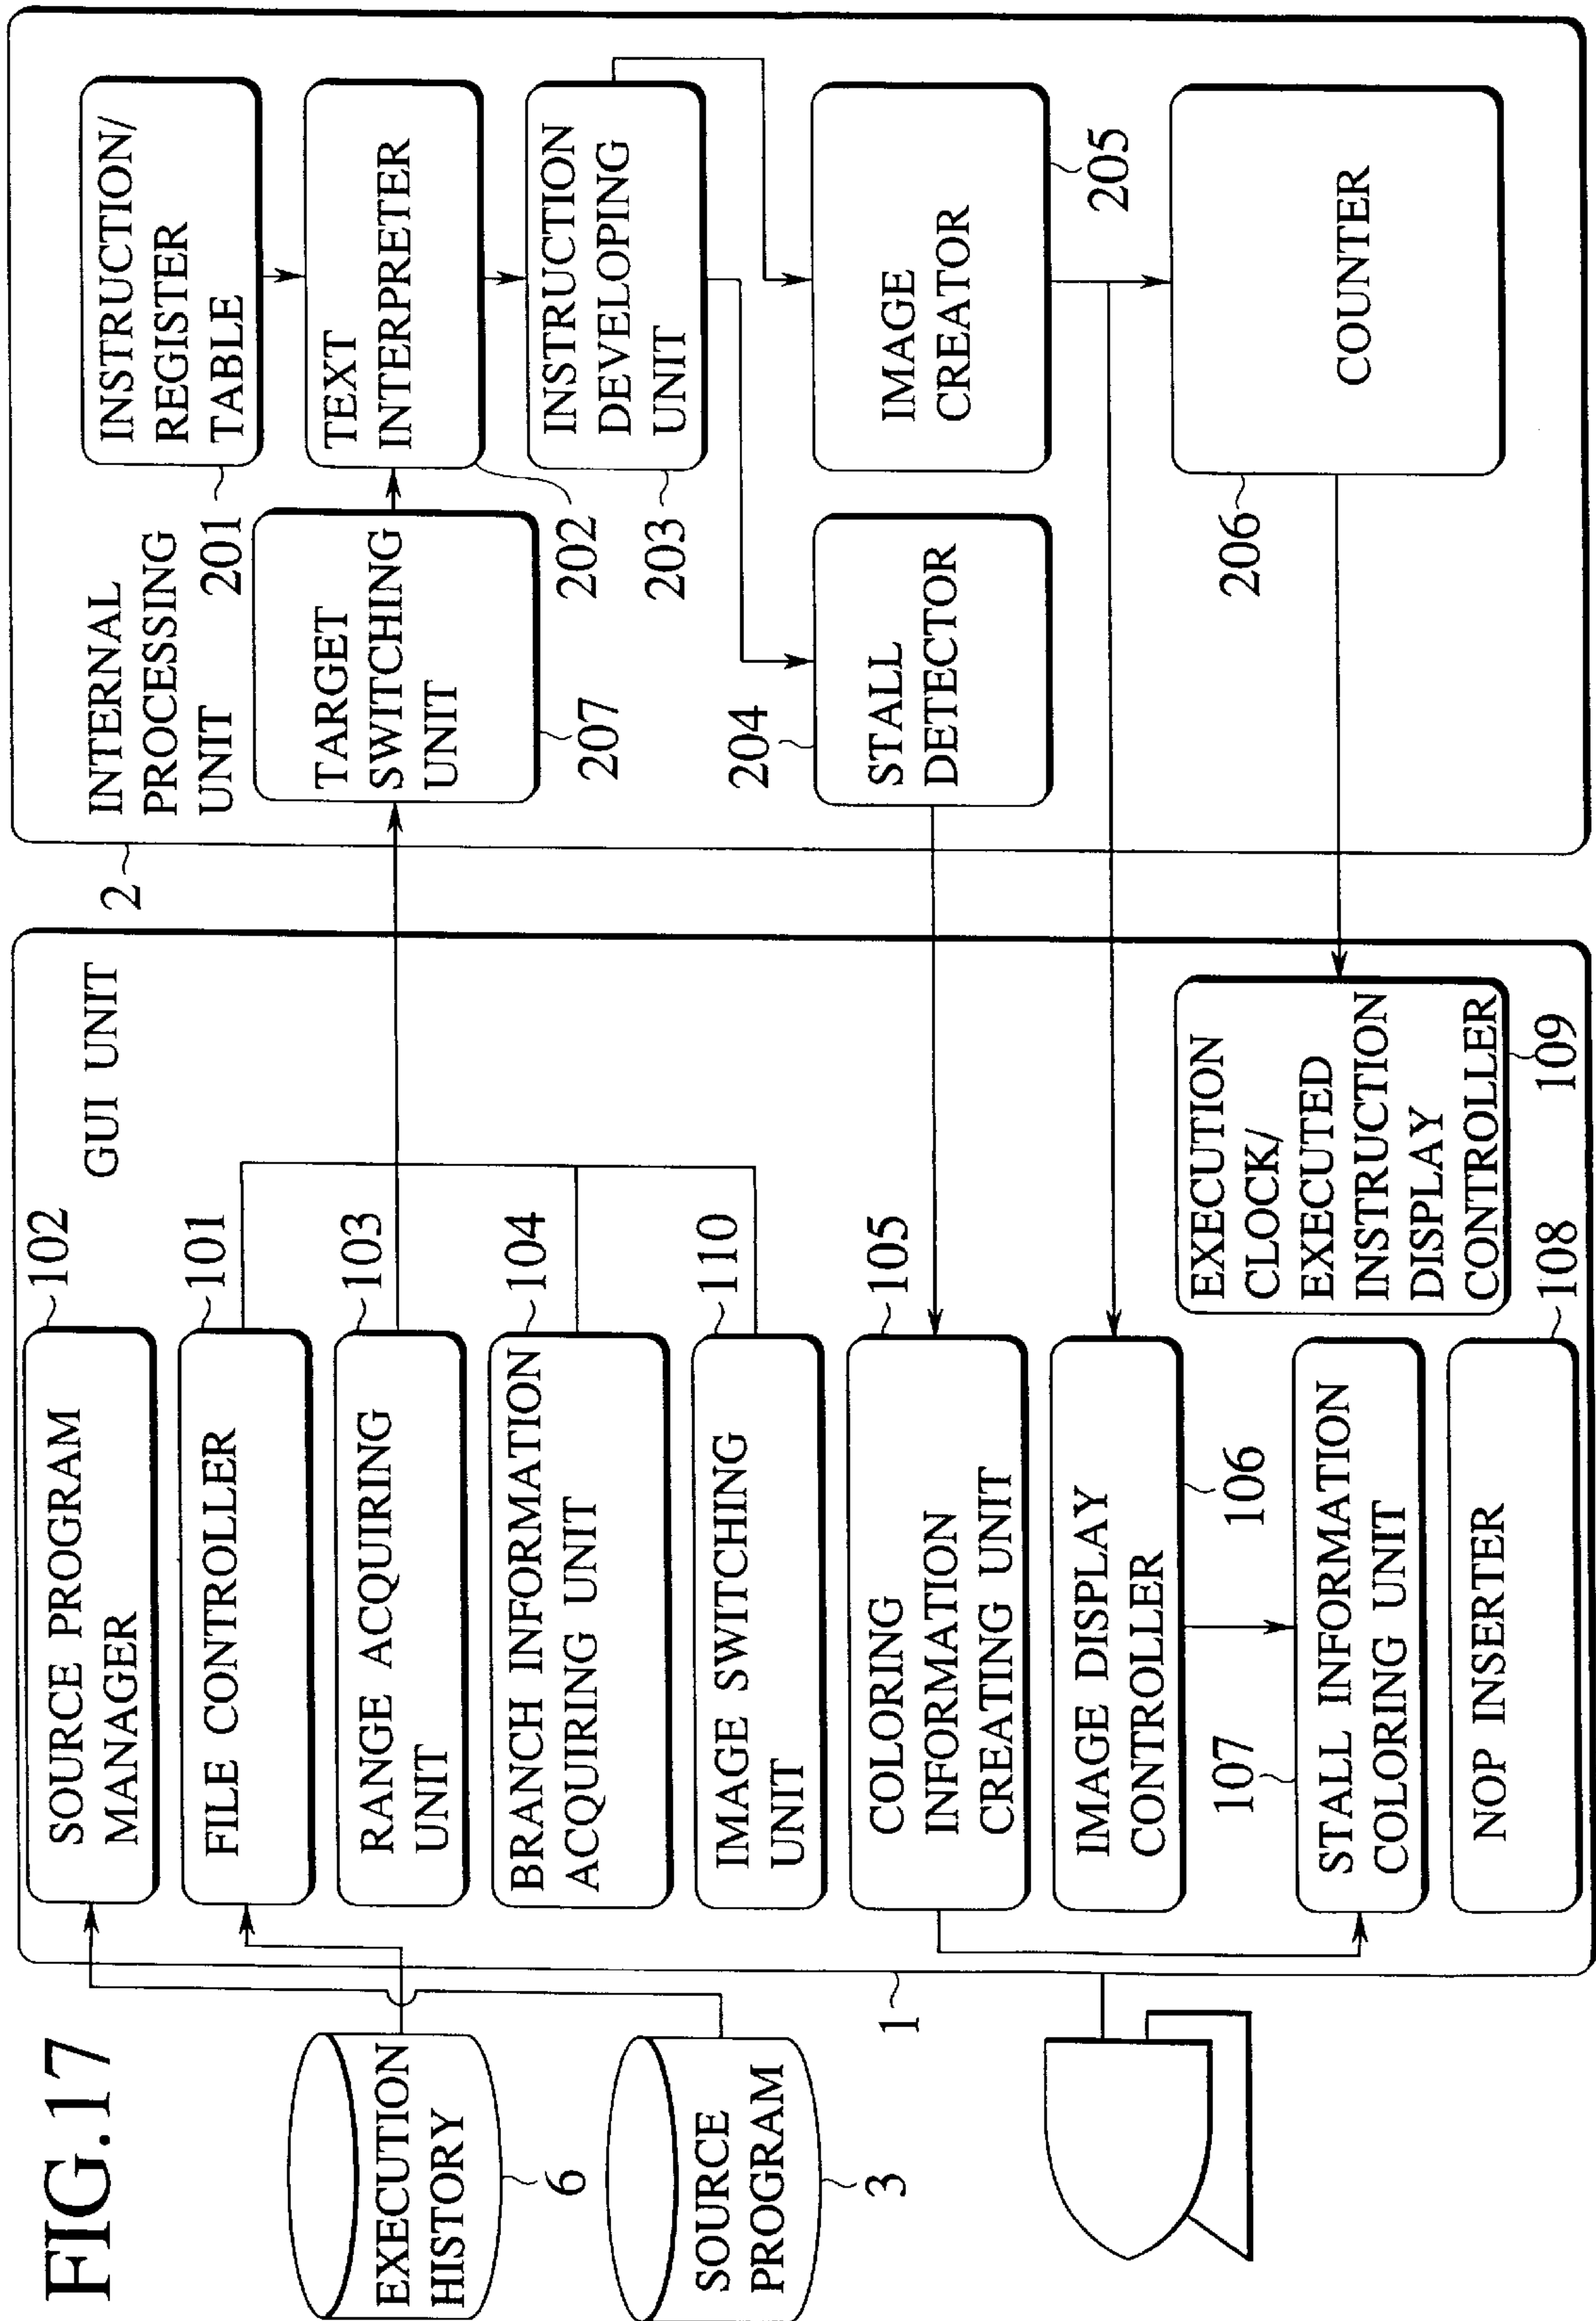 FIG.17
EXECUTION
HISTORY
6
SOURCE
PROGRAM
3
1
GUI UNIT
SOURCE PROGRAM
MANAGER
102
FILE CONTROLLER
101
RANGE ACQUIRING
UNIT
103
BRANCH INFORMATION
ACQUIRING UNIT
104
IMAGE SWITCHING
UNIT
110
COLORING
INFORMATION
CREATING UNIT
105
IMAGE DISPLAY
CONTROLLER
106
107
STALL INFORMATION
COLORING UNIT
NOP INSERTER
108
EXECUTION
CLOCK/
EXECUTED
INSTRUCTION
DISPLAY
CONTROLLER
109
2
INTERNAL
PROCESSING
UNIT
201
INSTRUCTION/
REGISTER
TABLE
TARGET
SWITCHING
UNIT
207
TEXT
INTERPRETER
202
INSTRUCTION
DEVELOPING
UNIT
203
204
STALL
DETECTOR
IMAGE
CREATOR
205
206
COUNTER